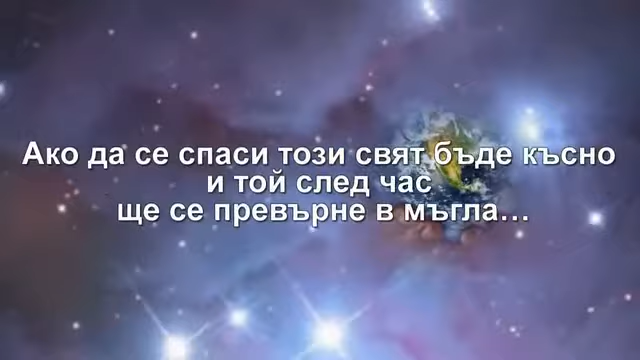 Ако да се спаси този свят бъде късно
и той след час
ще се превърне в мъгла...